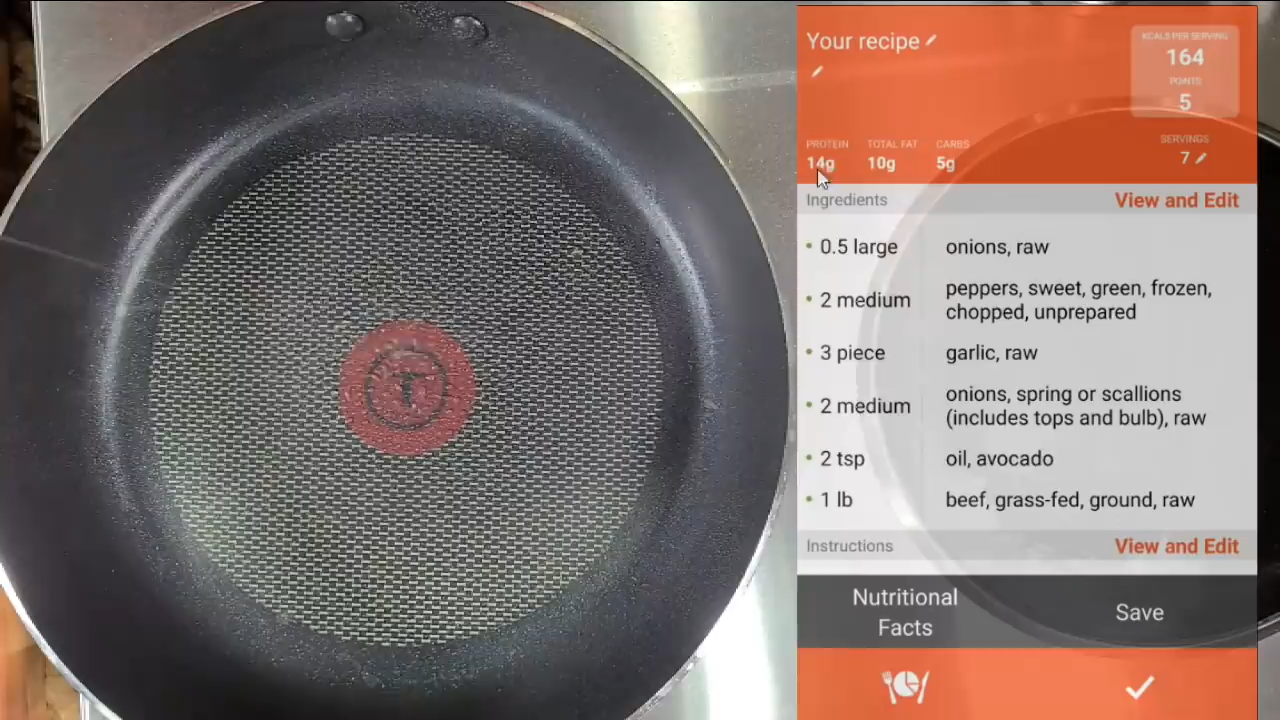 Your recipe
KCALS PER SERVING
164
POINTS
5
PROTEIN TOTAL FAT CARBS
14g 10g 5g
SERVINGS
7
Ingredients View and Edit
• 0.5 large onions, raw
• 2 medium peppers, sweet, green, frozen,
chopped, unprepared
• 3 piece garlic, raw
• 2 medium onions, spring or scallions
(includes tops and bulb), raw
• 2 tsp oil, avocado
• 1 lb beef, grass-fed, ground, raw
Instructions View and Edit
Nutritional
Facts
Save
T